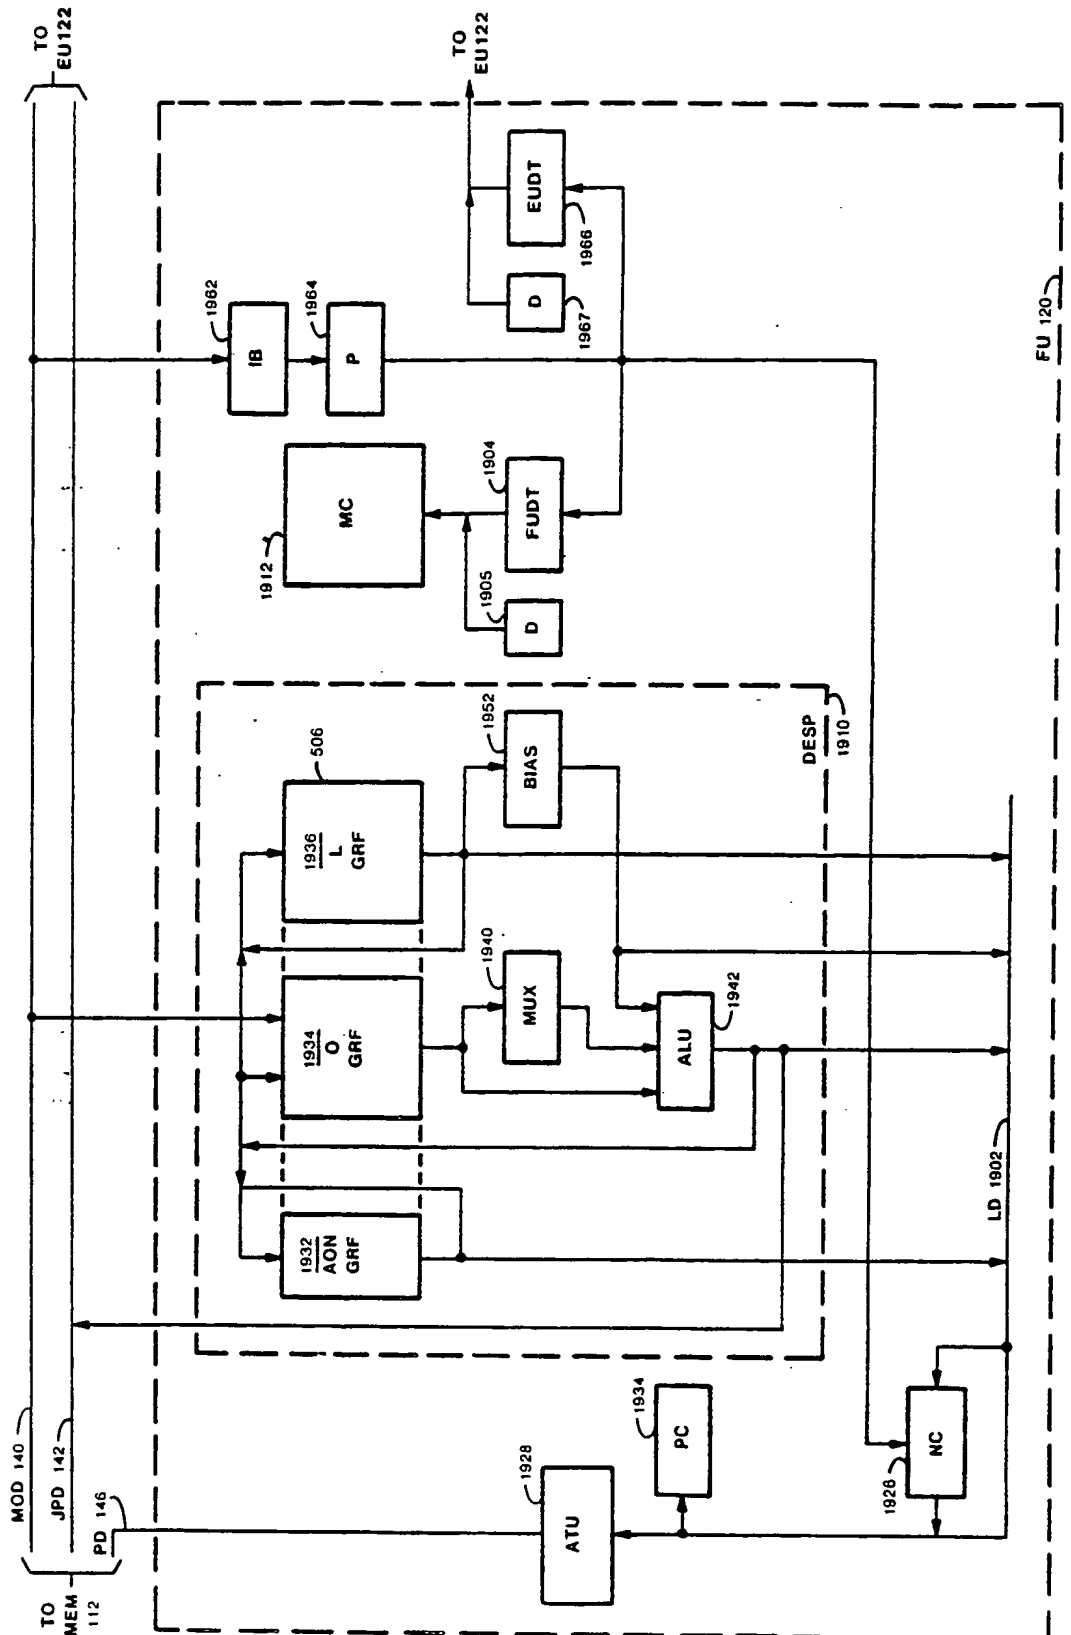 TO
MEM
112
MOD 140
JPD 142
PD 146
TO
EU122
TO
EU122
ATU
1928
PC
1934
NC
1926
LD 1902
1932
AON
GRF
1934
O
GRF
1936
L
GRF
506
MUX
1940
ALU
1942
BIAS
1952
DESP
1910
MC
1912
D
1905
FUDT
1904
IB
1962
P
1964
D
1967
EUDT
1966
FU 120